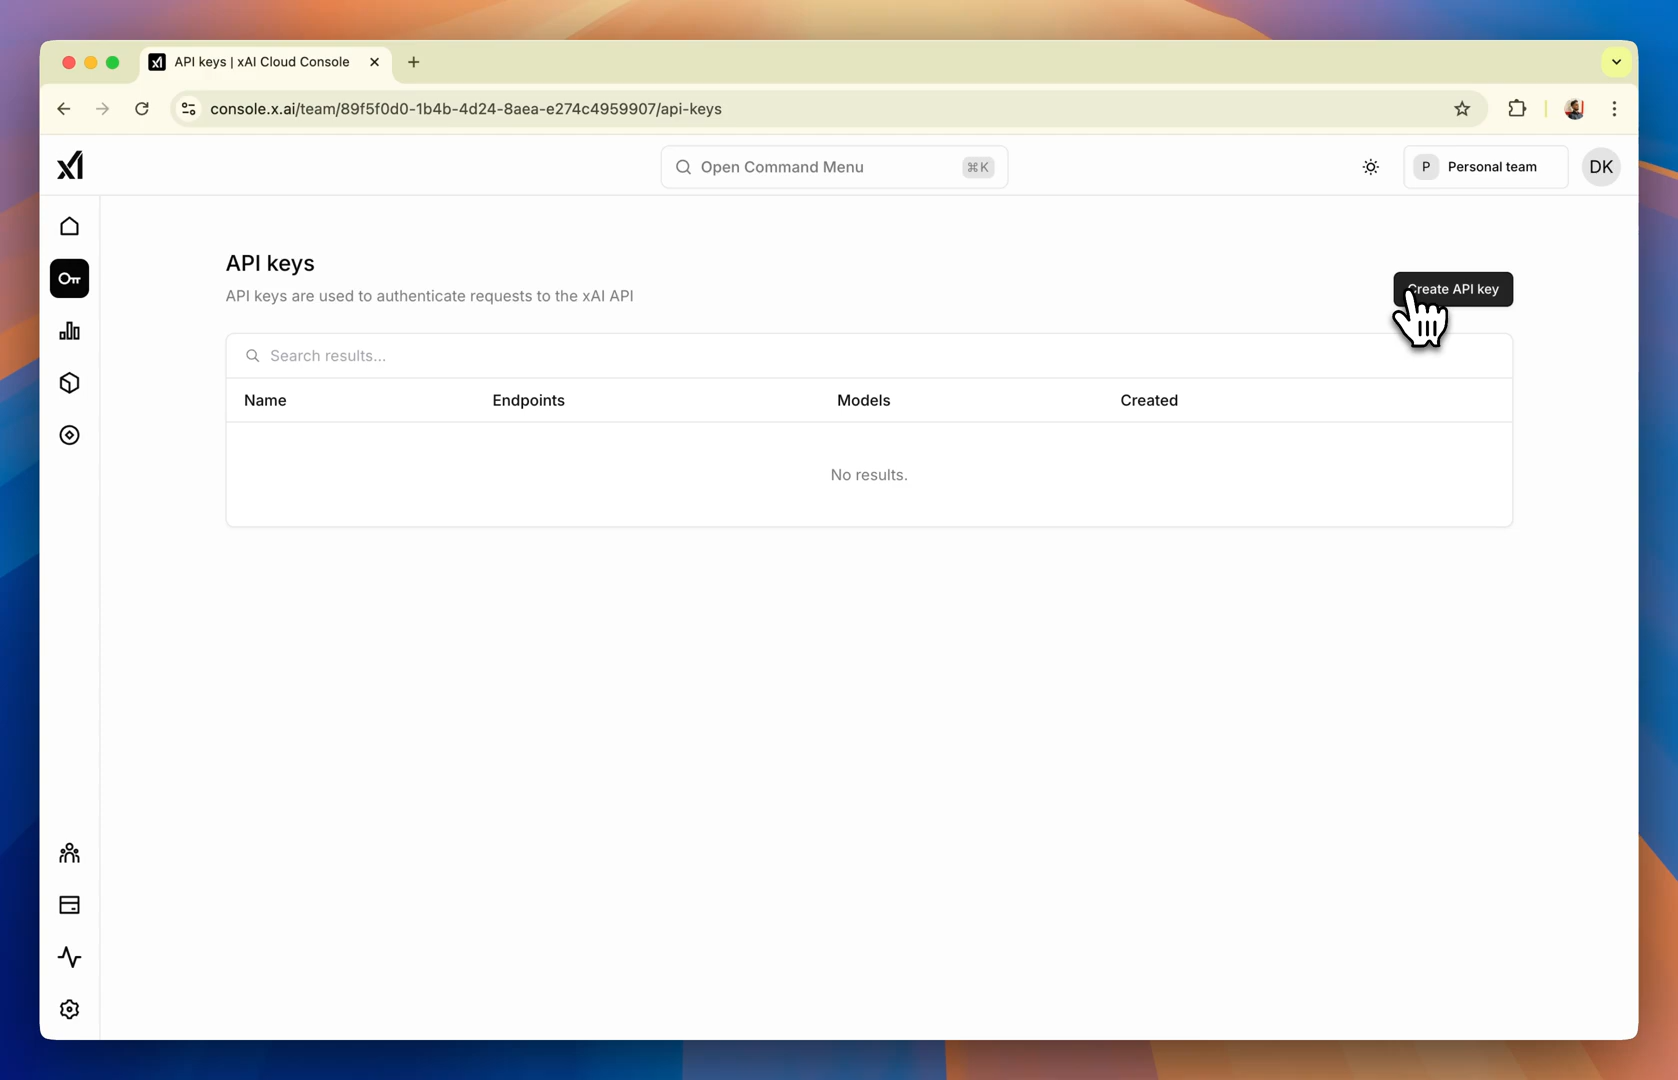 API keys | xAI Cloud Console
console.x.ai/team/89f5f0d0-1b4b-4d24-8aea-e274c4959907/api-keys
xI
Open Command Menu ⌘K
P Personal team
DK
API keys
API keys are used to authenticate requests to the xAI API
Create API key
Search results...
Name Endpoints Models Created
No results.